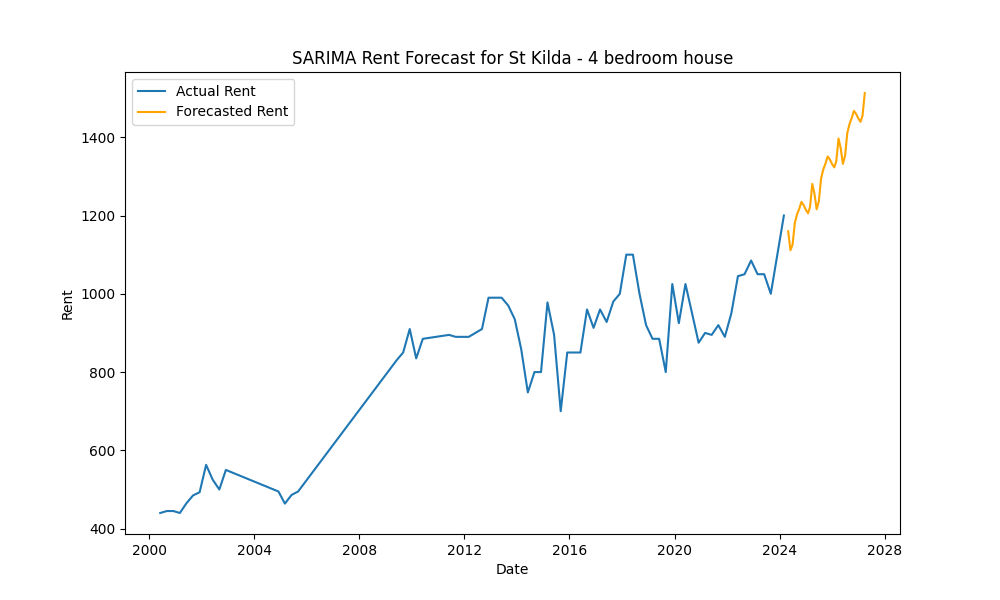 SARIMA Rent Forecast for St Kilda - 4 bedroom house
Actual Rent
Forecasted Rent
1400
1200
1000
800
600
400
Rent
2000 2004 2008 2012 2016 2020 2024 2028
Date